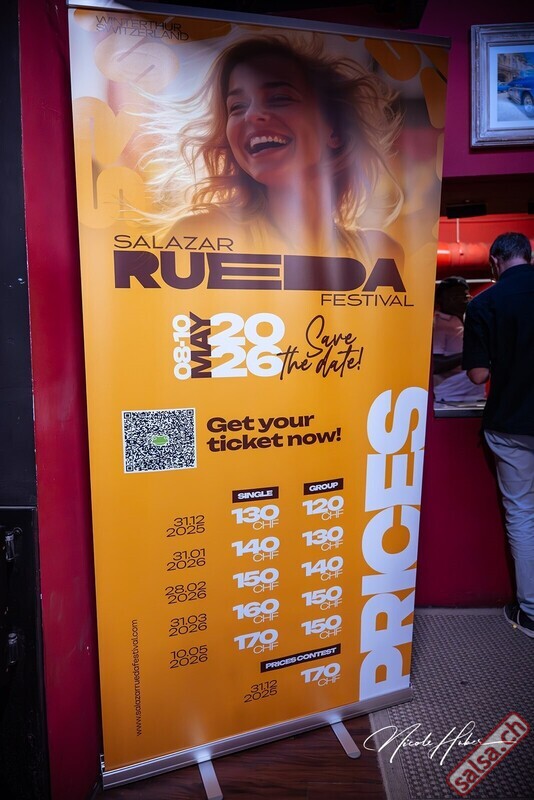 WINTERTHUR
SWITZERLAND
SALAZAR
RUEDA
FESTIVAL
08-10
MAY
2026
Save
the date!
Get your
ticket now!
PRICES
SINGLE GROUP
31.12 2025 130 CHF 120 CHF
31.01 2026 140 CHF 130 CHF
28.02 2026 150 CHF 140 CHF
31.03 2026 160 CHF 150 CHF
10.05 2026 170 CHF 150 CHF
PRICES CONTEST
31.12 2025 170 CHF
www.salazarruedafestival.com
Nicole
salsa.ch